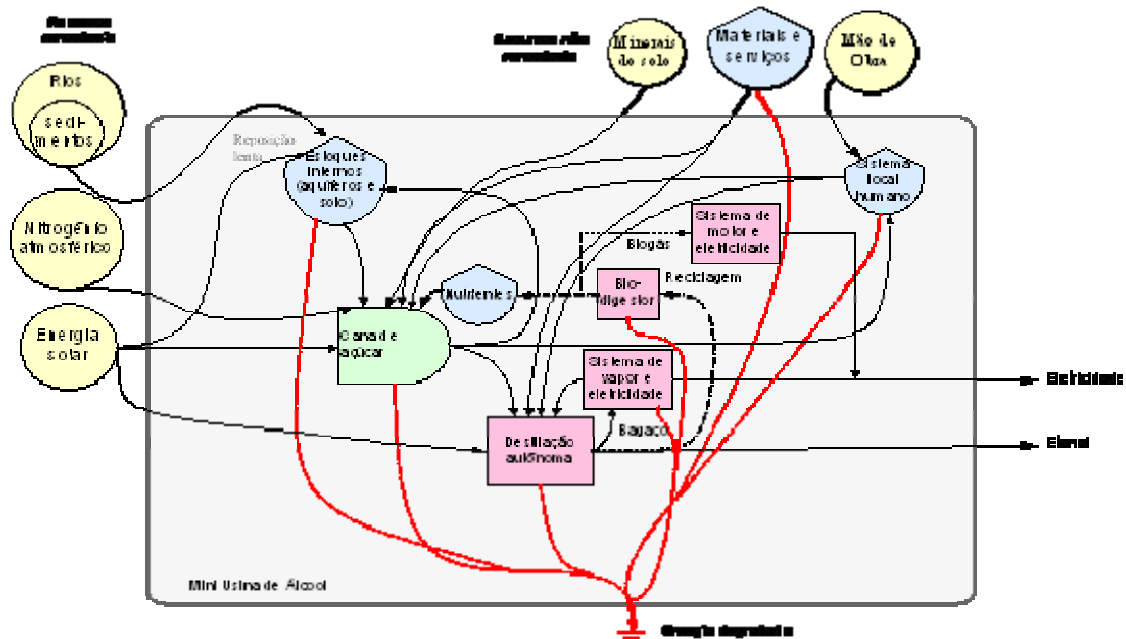 Rios
sedi-
mentos
Nitrogênio
atmosférico
Energia
solar
Minerais
do solo
Materiais e
serviços
Mão de
Obra
Reposição
lenta
Estoques
internos
(aquíferos e
solo)
Sistema
local
humano
Sistema de
motor e
eletricidade
Biogás
Reciclagem
Nutrientes
Bio-
digestor
Cana de
açúcar
Sistema de
vapor e
eletricidade
Bagaço
Destilação
autônoma
Eletricidade
Etanol
Mini Usina de Álcool
Energia degradada